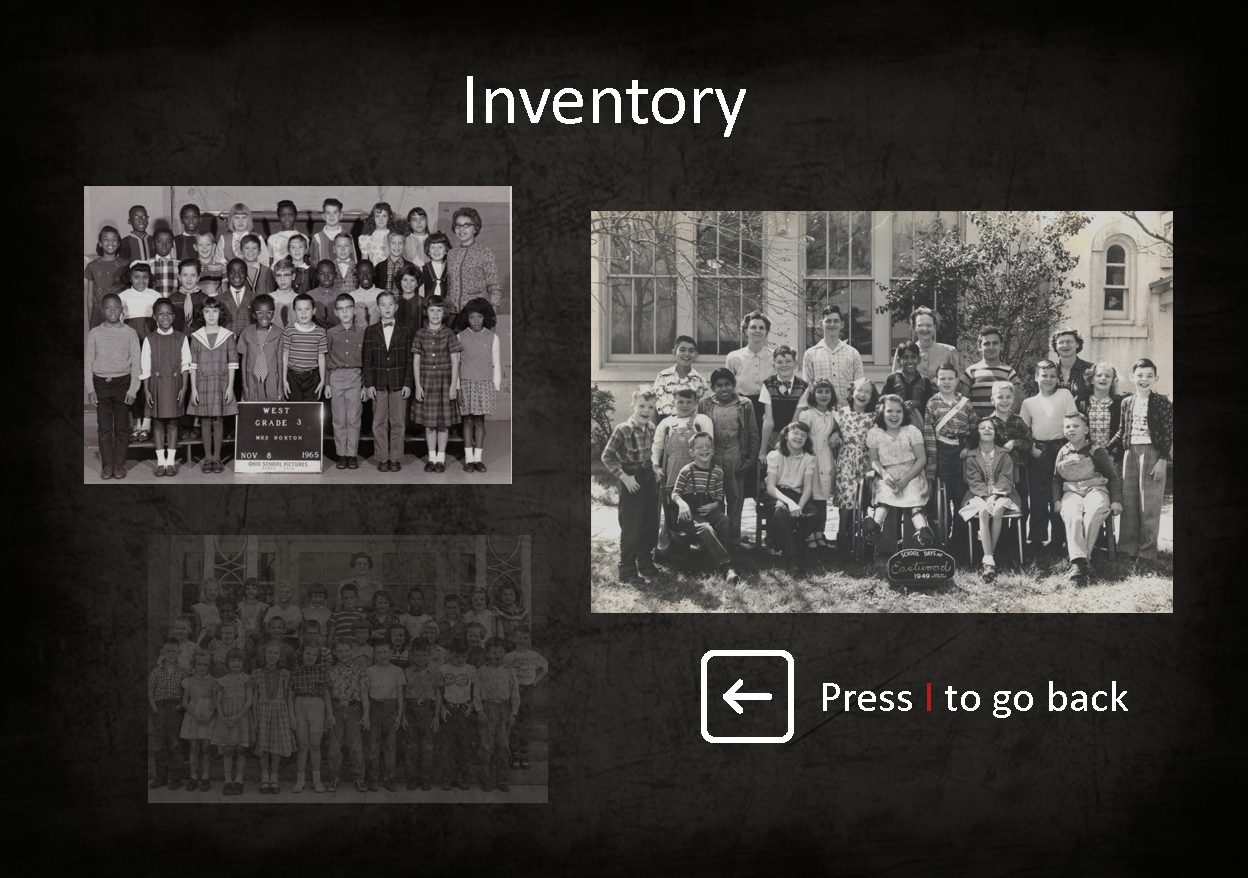 Inventory
WEST
GRADE 3
MRS NORTON
NOV 8 1965
OHIO SCHOOL PICTURES
SCHOOL DAYS AT
Eastwood
1949
Press I to go back